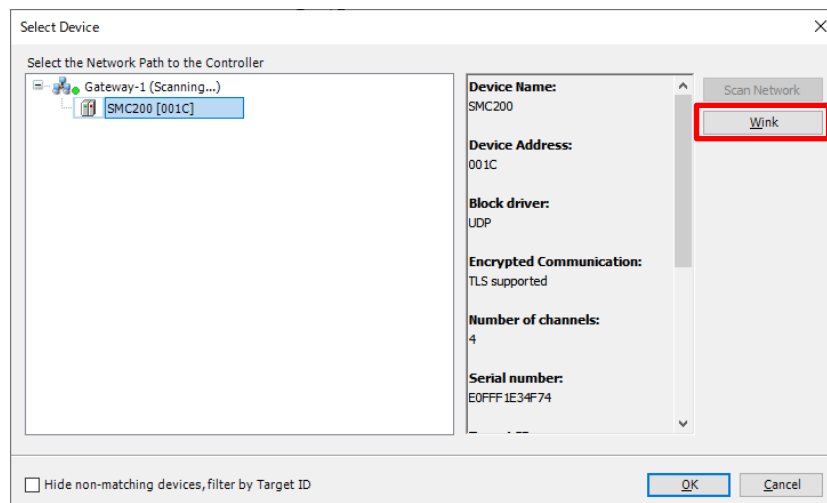 Select Device
Select the Network Path to the Controller
Gateway-1 (Scanning...)
SMC200 [001C]
Device Name:
SMC200
Device Address:
001C
Block driver:
UDP
Encrypted Communication:
TLS supported
Number of channels:
4
Serial number:
E0FFF1E34F74
Scan Network
Wink
Hide non-matching devices, filter by Target ID
OK
Cancel